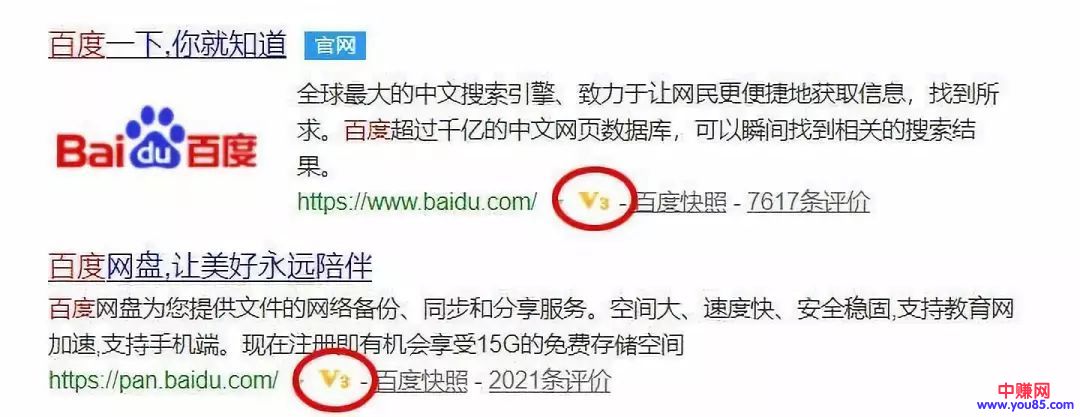 百度一下,你就知道 官网
全球最大的中文搜索引擎、致力于让网民更便捷地获取信息，找到所
求。百度超过千亿的中文网页数据库，可以瞬间找到相关的搜索结
果。
Baidu百度
https://www.baidu.com/ V3 - 百度快照 - 7617条评价
百度网盘,让美好永远陪伴
百度网盘为您提供文件的网络备份、同步和分享服务。空间大、速度快、安全稳固,支持教育网
加速,支持手机端。现在注册即有机会享受15G的免费存储空间
https://pan.baidu.com/ V3 - 百度快照 - 2021条评价
中赚网
www.you85.com